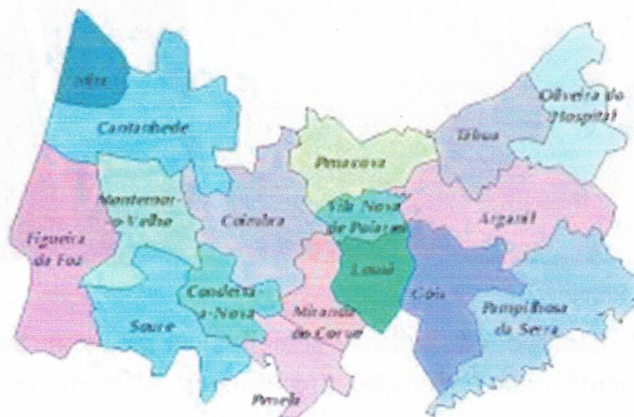 Mira
Cantanhede
Oliveira do
Hospital
Tábua
Penacova
Montemor-
o-Velho
Coimbra
Vila Nova
de Poiares
Arganil
Figueira
da Foz
Lousã
Condeixa
-a-Nova
Miranda
do Corvo
Góis
Pampilhosa
da Serra
Soure
Penela